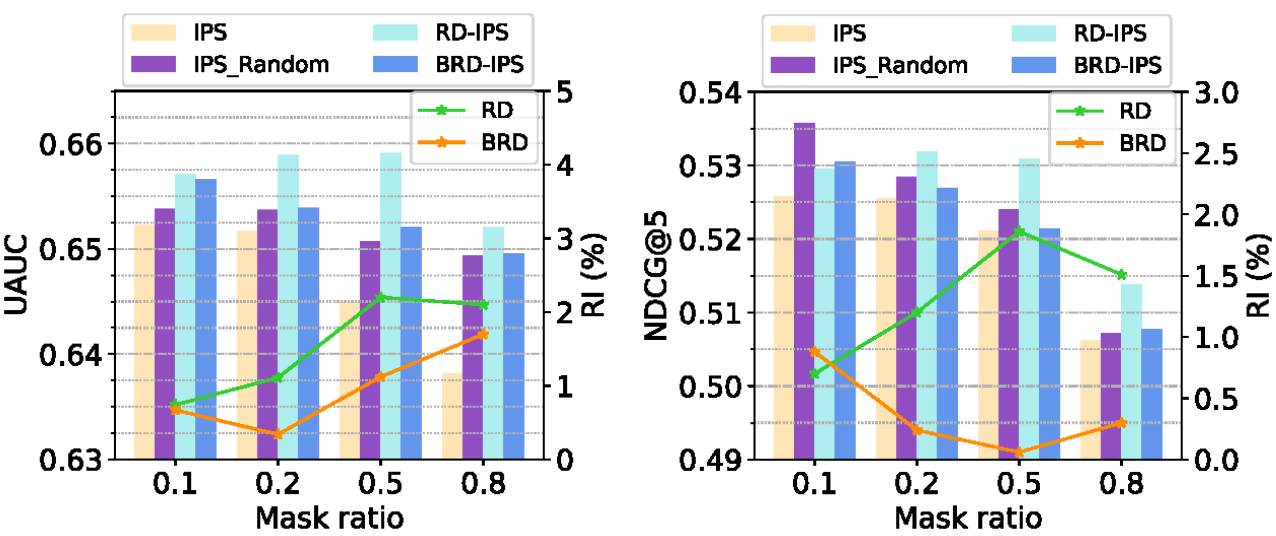 IPS RD-IPS
IPS_Random BRD-IPS
RD
BRD
UAUC
0.66
0.65
0.64
0.63
5
4
3
2
1
0
RI (%)
0.1 0.2 0.5 0.8
Mask ratio
IPS RD-IPS
IPS_Random BRD-IPS
RD
BRD
NDCG@5
0.54
0.53
0.52
0.51
0.50
0.49
3.0
2.5
2.0
1.5
1.0
0.5
0.0
RI (%)
0.1 0.2 0.5 0.8
Mask ratio